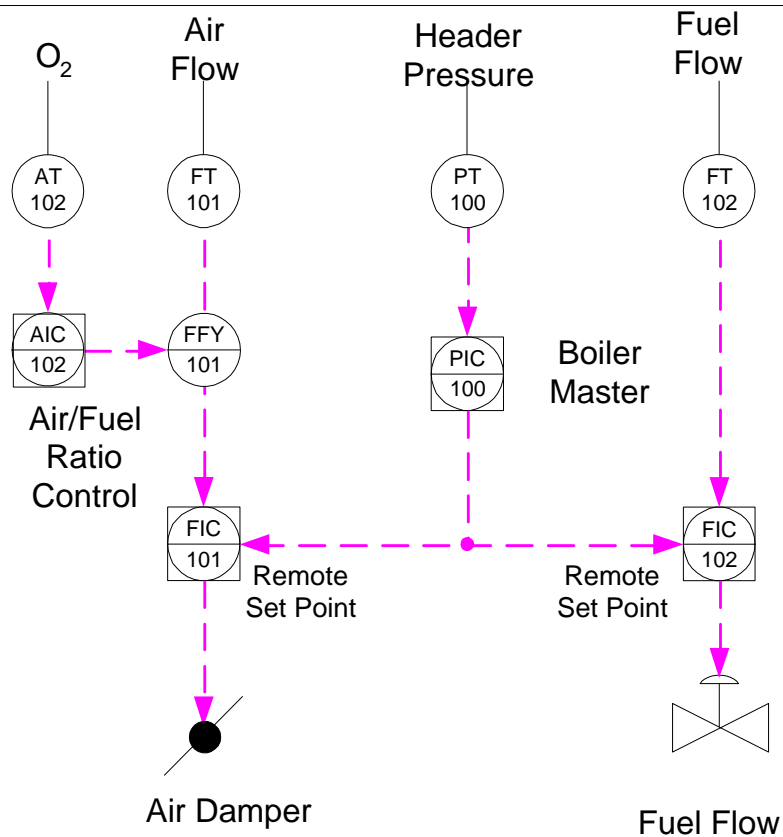 O2
Air
Flow
Header
Pressure
Fuel
Flow
AT
102
FT
101
PT
100
FT
102
AIC
102
FFY
101
PIC
100
Boiler
Master
Air/Fuel
Ratio
Control
FIC
101
Remote
Set Point
Remote
Set Point
FIC
102
Air Damper
Fuel Flow